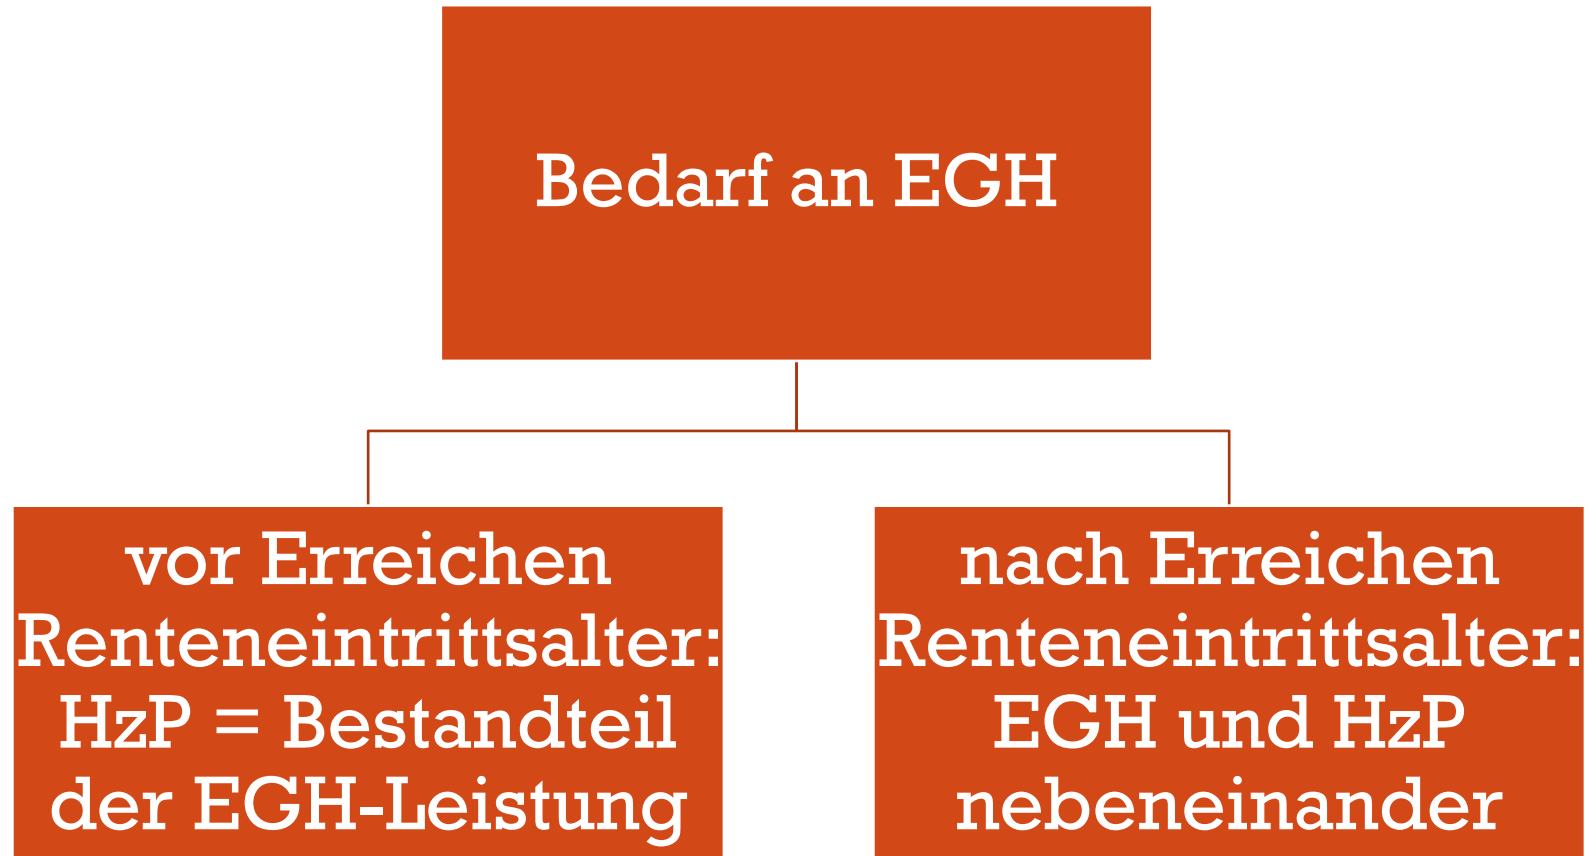 Bedarf an EGH
vor Erreichen
Renteneintrittsalter:
HzP = Bestandteil
der EGH-Leistung
nach Erreichen
Renteneintrittsalter:
EGH und HzP
nebeneinander